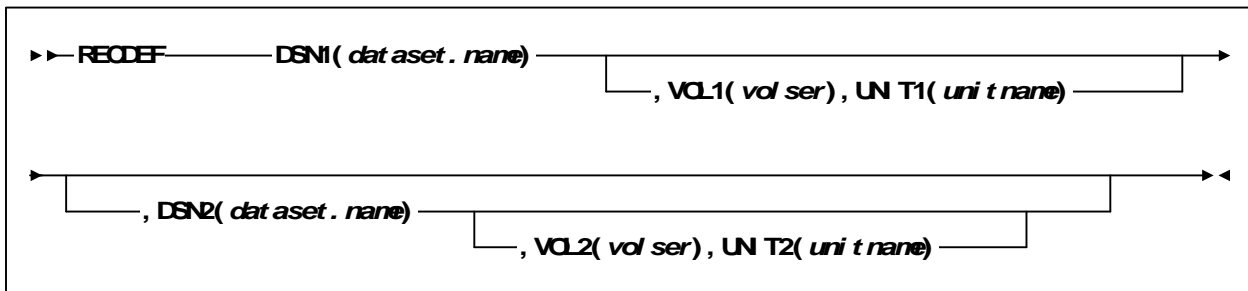 RECDEF DSN1(dataset.name)
,VOL1(volser),UNIT1(unitname)
,DSN2(dataset.name)
,VOL2(volser),UNIT2(unitname)